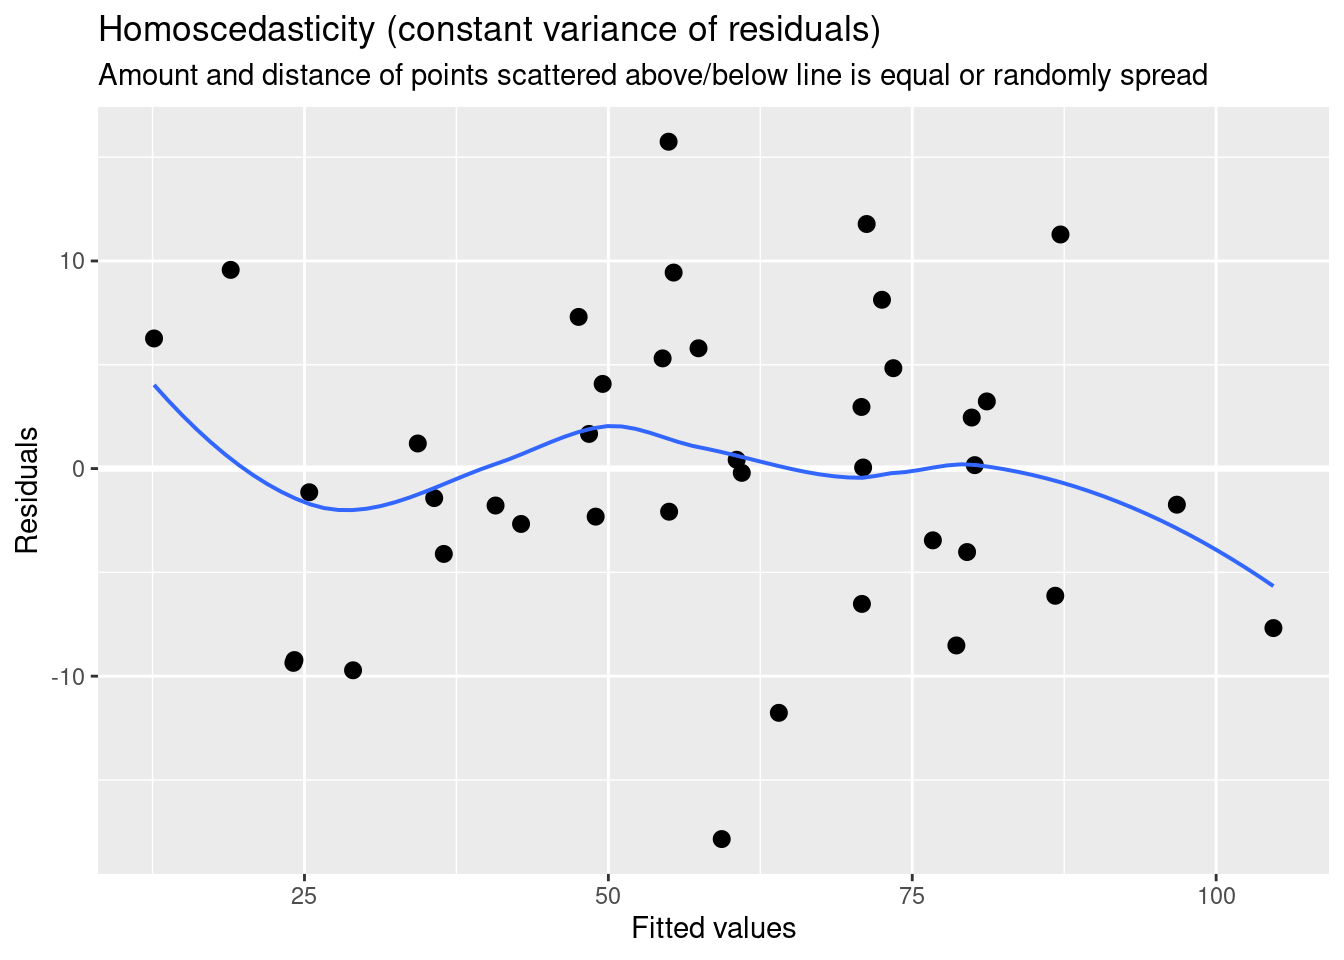 Homoscedasticity (constant variance of residuals)
Amount and distance of points scattered above/below line is equal or randomly spread
10
0
-10
Residuals
25 50 75 100
Fitted values